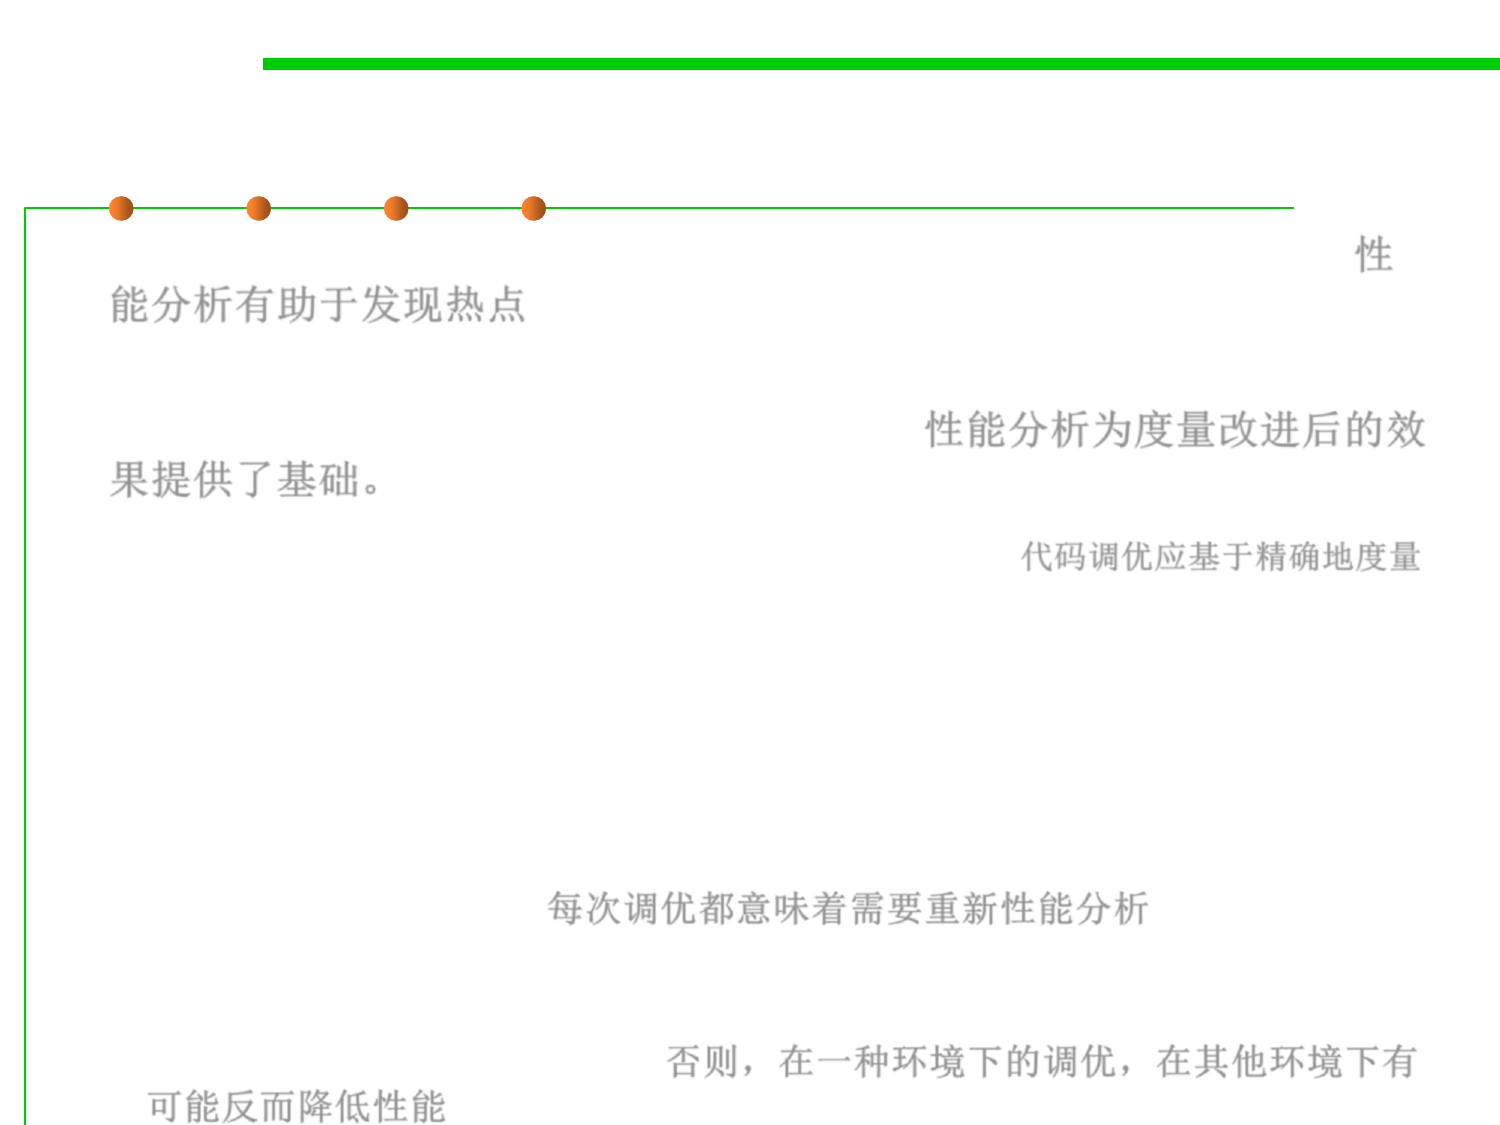 性
能分析有助于发现热点
性能分析为度量改进后的效
果提供了基础。
代码调优应基于精确地度量
每次调优都意味着需要重新性能分析
否则，在一种环境下的调优，在其他环境下有
可能反而降低性能